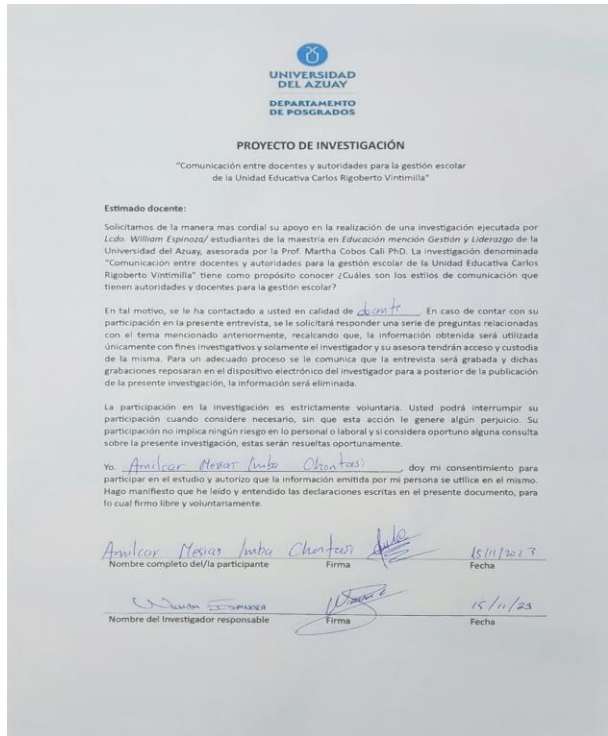 UNIVERSIDAD
DEL AZUAY
DEPARTAMENTO
DE POSGRADOS
PROYECTO DE INVESTIGACIÓN
"Comunicación entre docentes y autoridades para la gestión escolar
de la Unidad Educativa Carlos Rigoberto Vintimilla"
Estimado docente:
Solicitamos de la manera mas cordial su apoyo en la realización de una investigación ejecutada por
Lcdo. William Espinoza/ estudiantes de la maestría en Educación mención Gestión y Liderazgo de la
Universidad del Azuay, asesorada por la Prof. Martha Cobos Cali PhD. La investigación denominada
"Comunicación entre docentes y autoridades para la gestión escolar de la Unidad Educativa Carlos
Rigoberto Vintimilla" tiene como propósito conocer ¿Cuáles son los estilos de comunicación que
tienen autoridades y docentes para la gestión escolar?
En tal motivo, se le ha contactado a usted en calidad de docente En caso de contar con su
participación en la presente entrevista, se le solicitará responder una serie de preguntas relacionadas
con el tema mencionado anteriormente, recalcando que, la información obtenida será utilizada
únicamente con fines investigativos y solamente el investigador y su asesora tendrán acceso y custodia
de la misma. Para un adecuado proceso se le comunica que la entrevista será grabada y dichas
grabaciones reposaran en el dispositivo electrónico del investigador para a posterior de la publicación
de la presente investigación, la información será eliminada.
La participación en la investigación es estrictamente voluntaria. Usted podrá interrumpir su
participación cuando considere necesario, sin que esta acción le genere algún perjuicio. Su
participación no implica ningún riesgo en lo personal o laboral y si considera oportuno alguna consulta
sobre la presente investigación, estas serán resueltas oportunamente.
Yo. Amilcar Mesias Imba Chontasi, doy mi consentimiento para
participar en el estudio y autorizo que la información emitida por mi persona se utilice en el mismo.
Hago manifiesto que he leído y entendido las declaraciones escritas en el presente documento, para
lo cual firmo libre y voluntariamente.
Amilcar Mesias Imba Chontasi 15/11/2023
Nombre completo del/la participante Firma Fecha
William Espinoza 15/11/23
Nombre del Investigador responsable Firma Fecha